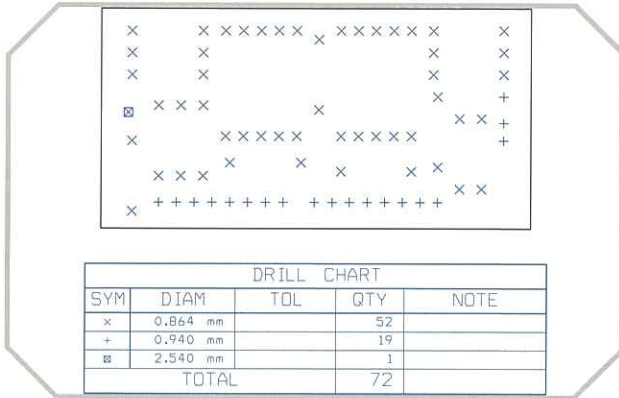 DRILL CHART
SYM DIAM TOL QTY NOTE
× 0.864 mm 52
+ 0.940 mm 19
⊠ 2.540 mm 1
TOTAL 72